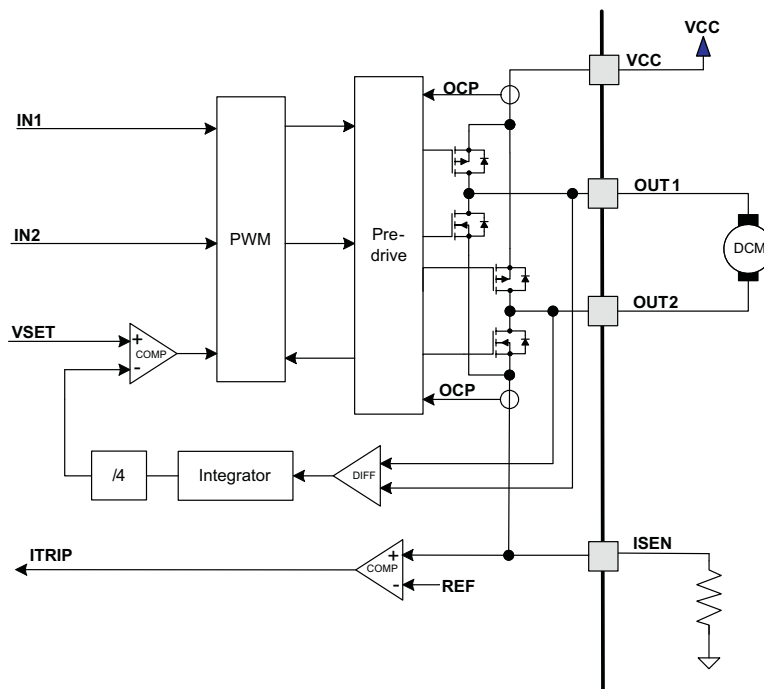 VCC
VCC
OCP
IN1
OUT1
IN2
PWM
Pre-
drive
DCM
OUT2
VSET
+
COMP
-
OCP
/4
Integrator
DIFF
ITRIP
+
COMP
-
REF
ISEN